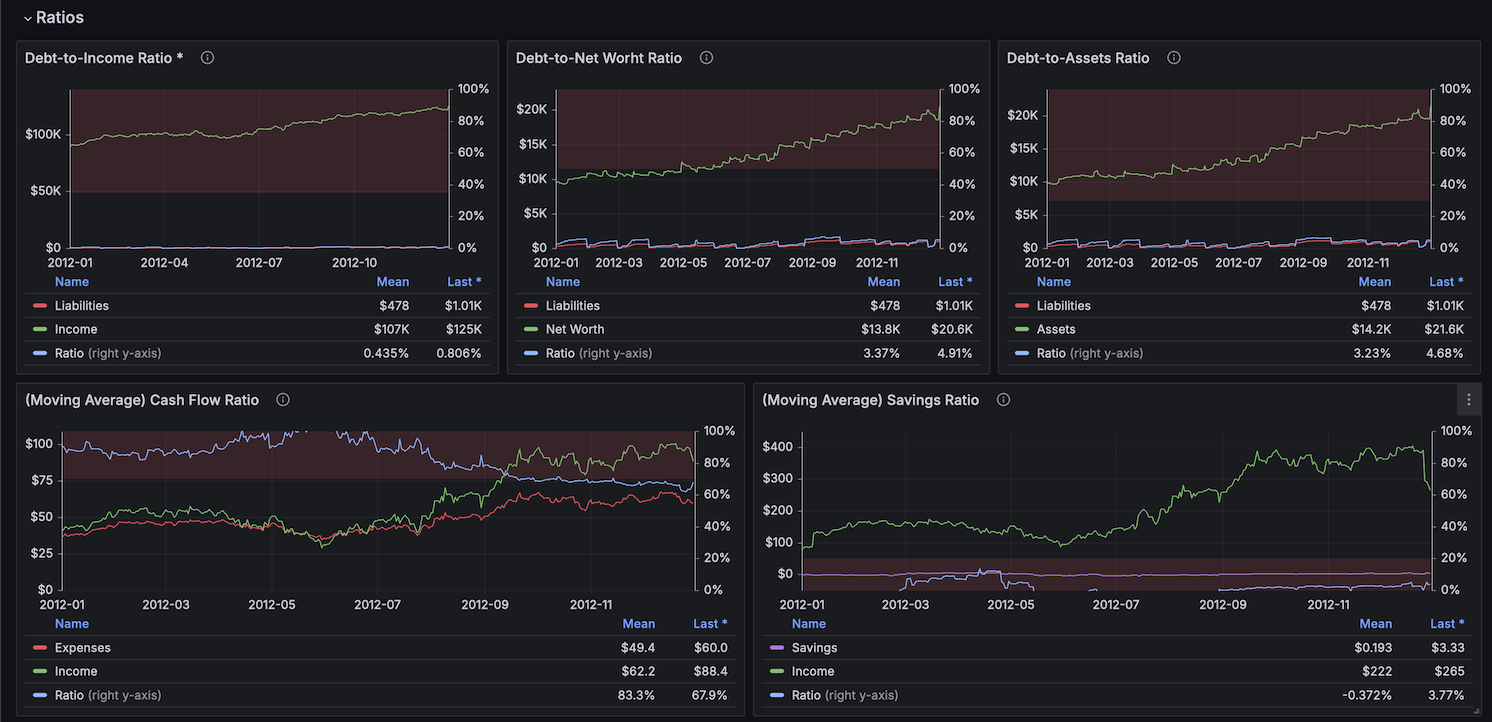 Ratios
Debt-to-Income Ratio *
100%
80%
$100K
60%
$50K
40%
20%
$0
0%
2012-01 2012-04 2012-07 2012-10
Name Mean Last *
Liabilities $478 $1.01K
Income $107K $125K
Ratio (right y-axis) 0.435% 0.806%
Debt-to-Net Worht Ratio
100%
$20K
80%
$15K
60%
$10K
40%
$5K
20%
$0
0%
2012-01 2012-03 2012-05 2012-07 2012-09 2012-11
Name Mean Last *
Liabilities $478 $1.01K
Net Worth $13.8K $20.6K
Ratio (right y-axis) 3.37% 4.91%
Debt-to-Assets Ratio
100%
$20K
80%
$15K
60%
$10K
40%
$5K
20%
$0
0%
2012-01 2012-03 2012-05 2012-07 2012-09 2012-11
Name Mean Last *
Liabilities $478 $1.01K
Assets $14.2K $21.6K
Ratio (right y-axis) 3.23% 4.68%
(Moving Average) Cash Flow Ratio
100%
$100
80%
$75
60%
$50
40%
$25
20%
$0
0%
2012-01 2012-03 2012-05 2012-07 2012-09 2012-11
Name Mean Last *
Expenses $49.4 $60.0
Income $62.2 $88.4
Ratio (right y-axis) 83.3% 67.9%
(Moving Average) Savings Ratio
100%
$400
80%
$300
60%
$200
40%
$100
20%
$0
0%
2012-01 2012-03 2012-05 2012-07 2012-09 2012-11
Name Mean Last *
Savings $0.193 $3.33
Income $222 $265
Ratio (right y-axis) -0.372% 3.77%